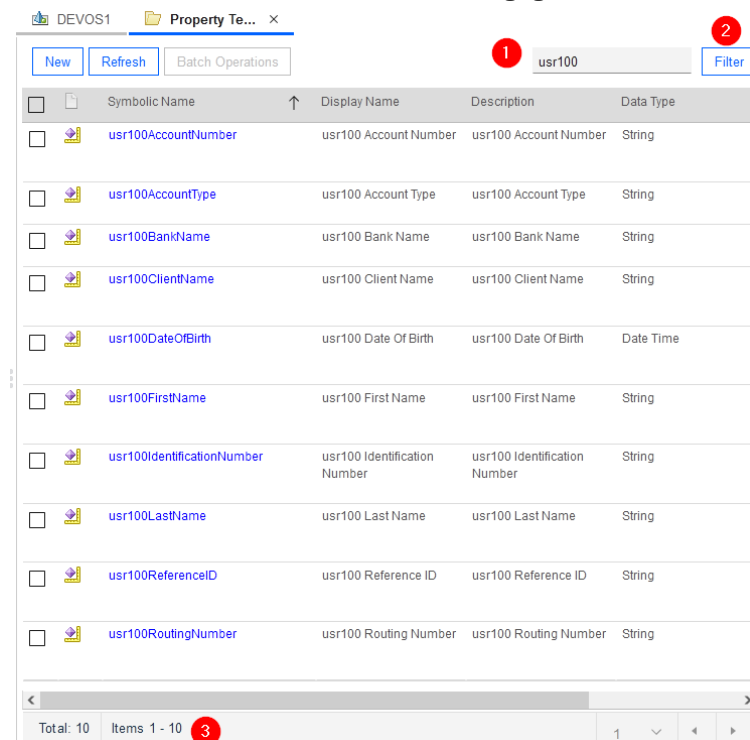 DEVOS1 Property Te... ×
2
New Refresh Batch Operations 1 usr100 Filter
Symbolic Name ↑ Display Name Description Data Type
usr100AccountNumber usr100 Account Number usr100 Account Number String
usr100AccountType usr100 Account Type usr100 Account Type String
usr100BankName usr100 Bank Name usr100 Bank Name String
usr100ClientName usr100 Client Name usr100 Client Name String
usr100DateOfBirth usr100 Date Of Birth usr100 Date Of Birth Date Time
usr100FirstName usr100 First Name usr100 First Name String
usr100IdentificationNumber usr100 Identification usr100 Identification String
Number Number
usr100LastName usr100 Last Name usr100 Last Name String
usr100ReferenceID usr100 Reference ID usr100 Reference ID String
usr100RoutingNumber usr100 Routing Number usr100 Routing Number String
Total: 10 Items 1 - 10 3 1